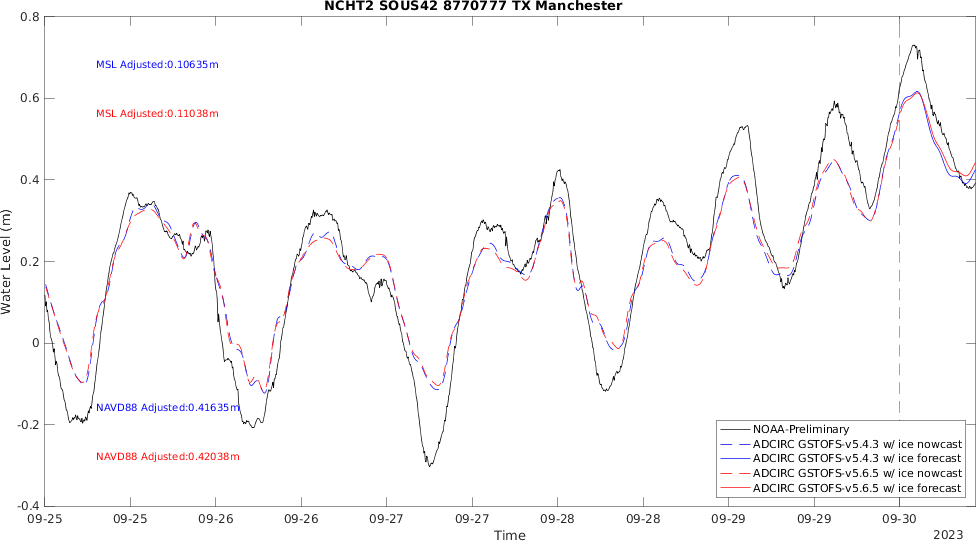 NCHT2 SOUS42 8770777 TX Manchester
0.8
0.6
0.4
0.2
0
-0.2
-0.4
Water Level (m)
MSL Adjusted:0.10635m
MSL Adjusted:0.11038m
NAVD88 Adjusted:0.41635m
NAVD88 Adjusted:0.42038m
NOAA-Preliminary
ADCIRC GSTOFS-v5.4.3 w/ ice nowcast
ADCIRC GSTOFS-v5.4.3 w/ ice forecast
ADCIRC GSTOFS-v5.6.5 w/ ice nowcast
ADCIRC GSTOFS-v5.6.5 w/ ice forecast
09-25 09-25 09-26 09-26 09-27 09-27 09-28 09-28 09-29 09-29 09-30
Time
2023